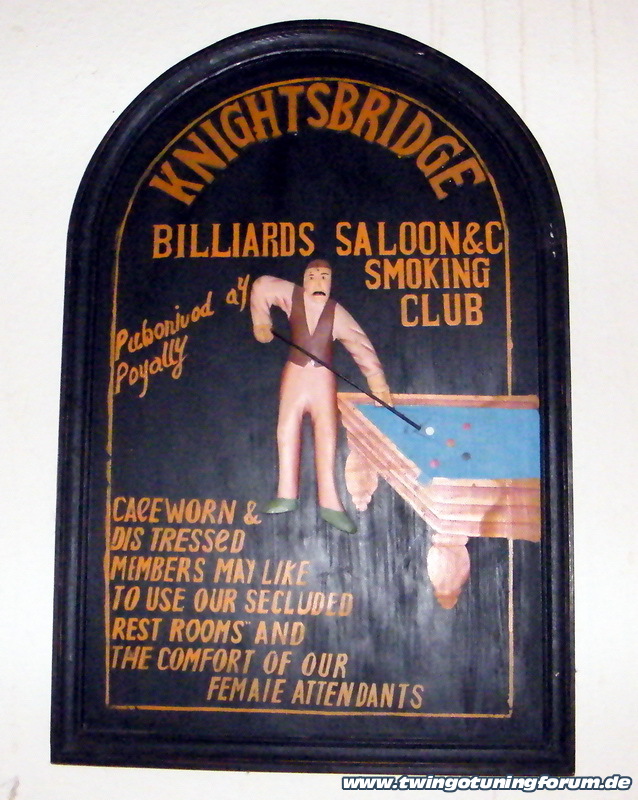 KNIGHTSBRIDGE
BILLIARDS SALOON&C
SMOKING
CLUB
Pubonivod ay
Poyally
CAREWORN &
DIS TRESSED
MEMBERS MAY LIKE
TO USE OUR SECLUDED
REST ROOMS" AND
THE COMFORT OF OUR
FEMAIE ATTENDANTS
www.twingotuningforum.de